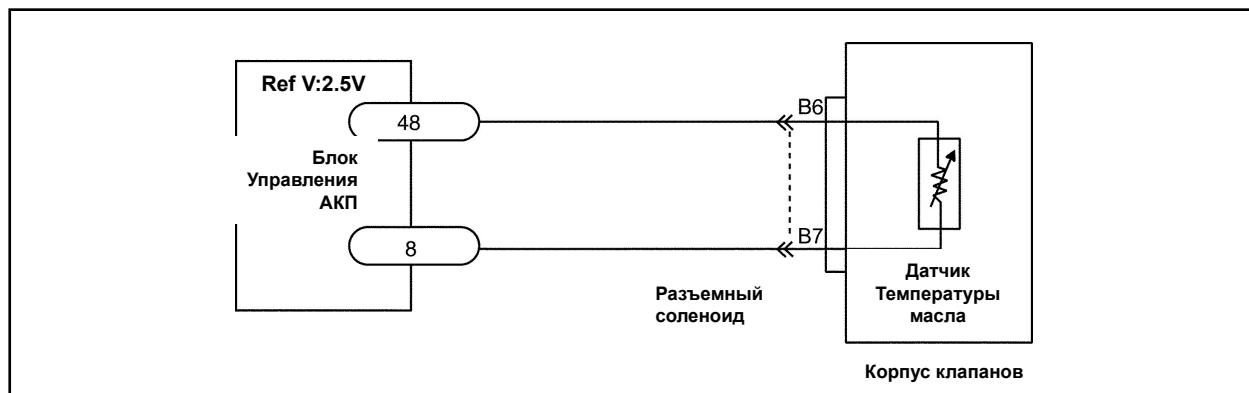 Ref V:2.5V
48
B6
Блок
Управления
АКП
8
B7
Разъемный
соленоид
Датчик
Температуры
масла
Корпус клапанов